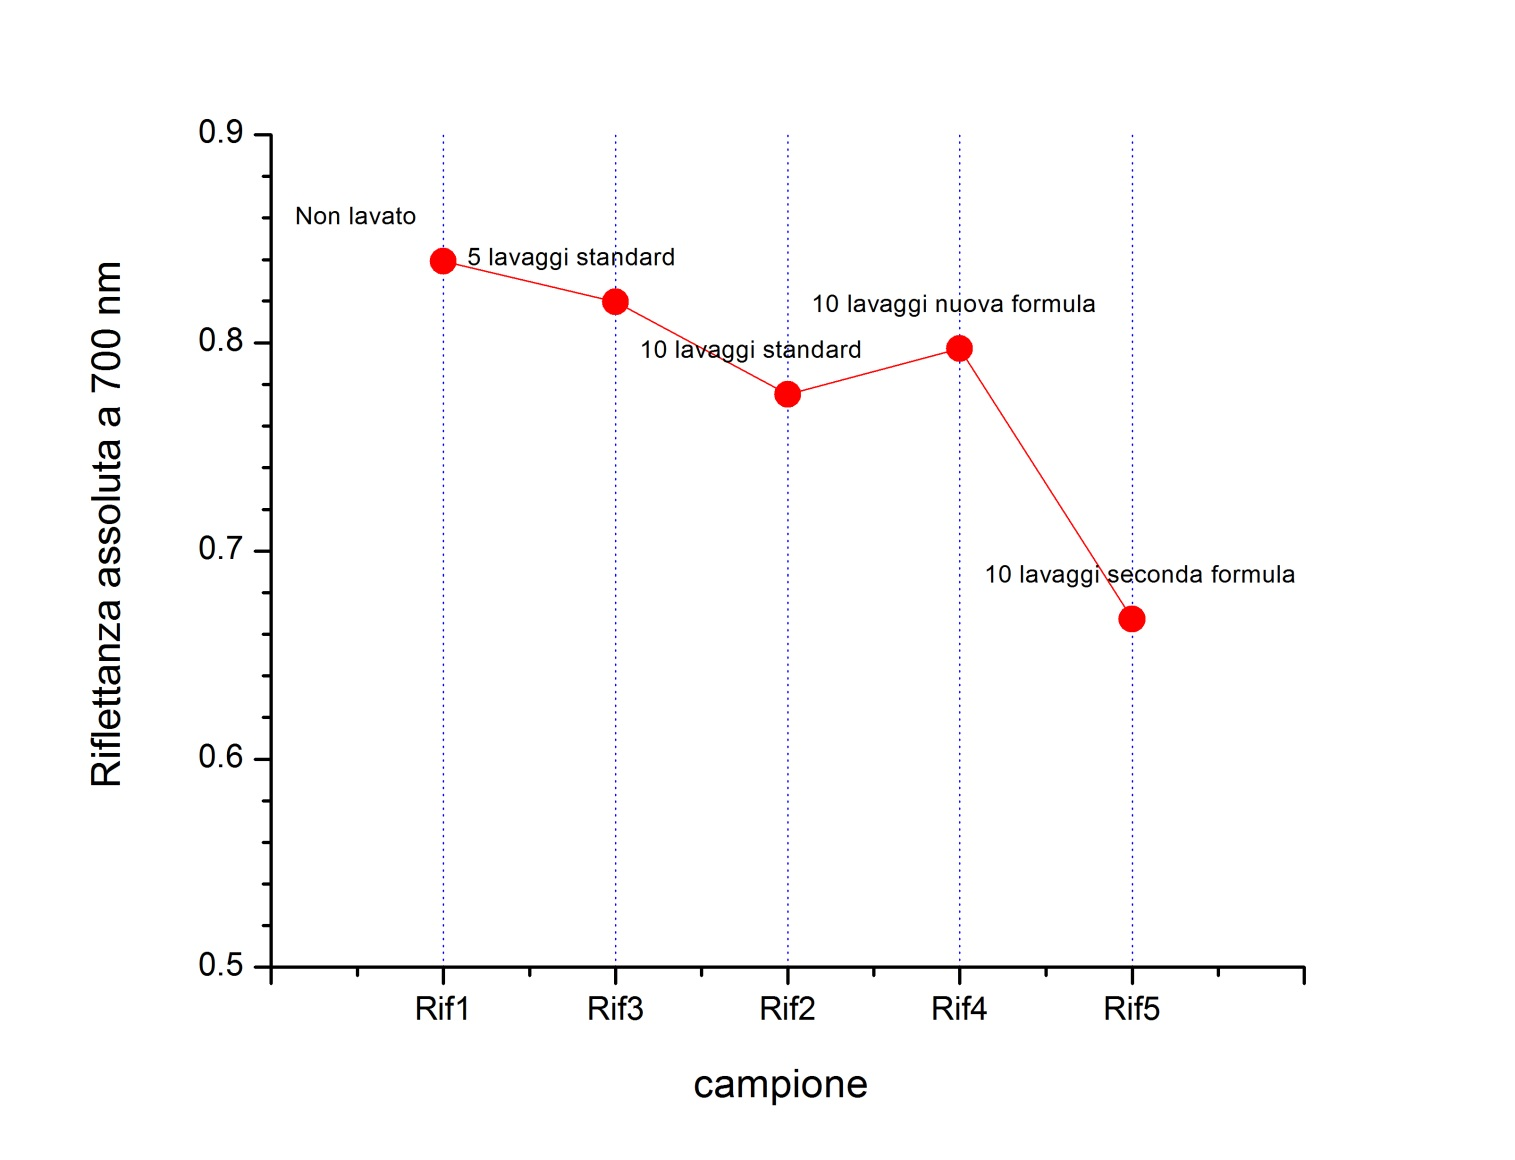 0.9
Non lavato
5 lavaggi standard
10 lavaggi nuova formula
0.8
10 lavaggi standard
0.7
10 lavaggi seconda formula
0.6
0.5
Riflettanza assoluta a 700 nm
Rif1 Rif3 Rif2 Rif4 Rif5
campione